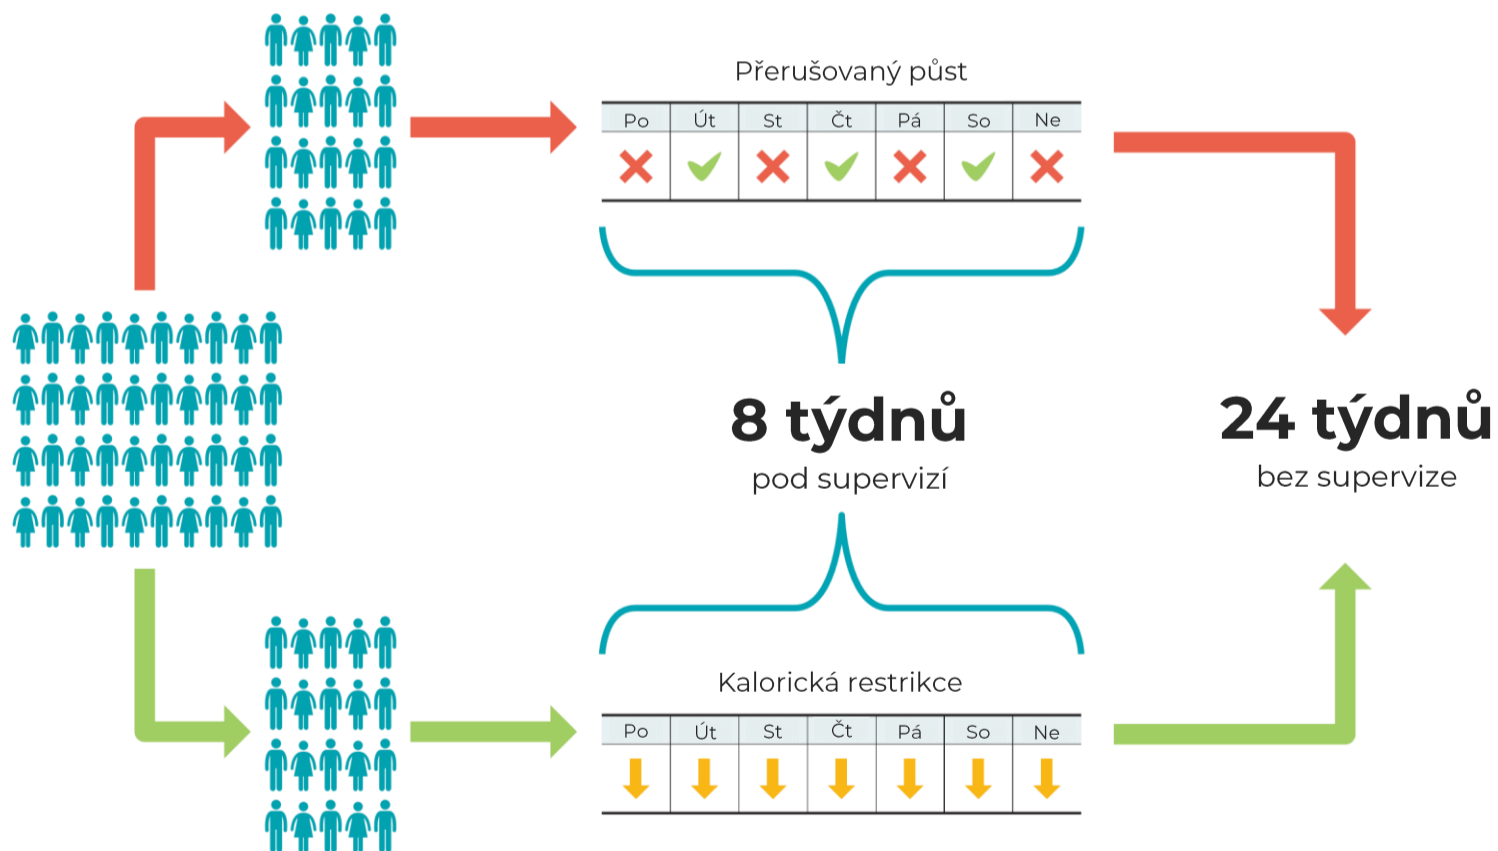 Přerušovaný půst
Po Út St Čt Pá So Ne
8 týdnů
pod supervizí
24 týdnů
bez supervize
Kalorická restrikce
Po Út St Čt Pá So Ne